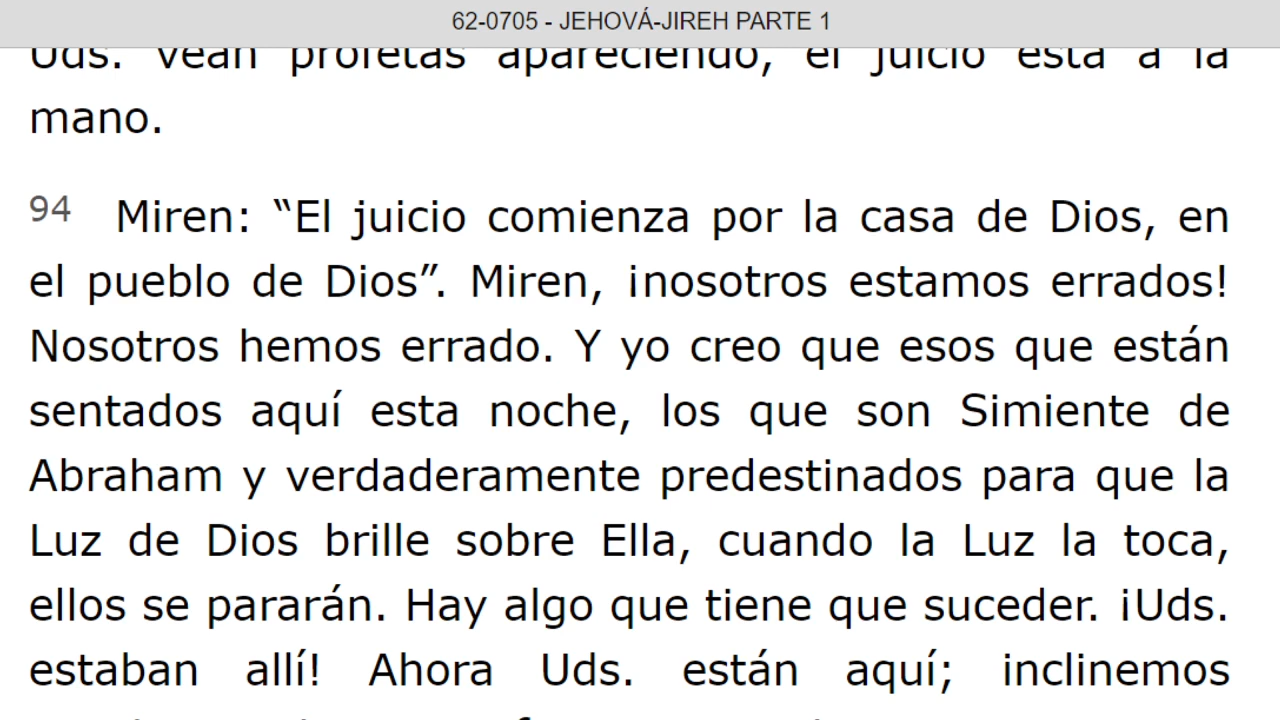 62-0705 - JEHOVÁ-JIREH PARTE 1
Uds. vean profetas apareciendo, el juicio está a la
mano.
94 Miren: “El juicio comienza por la casa de Dios, en
el pueblo de Dios”. Miren, ¡nosotros estamos errados!
Nosotros hemos errado. Y yo creo que esos que están
sentados aquí esta noche, los que son Simiente de
Abraham y verdaderamente predestinados para que la
Luz de Dios brille sobre Ella, cuando la Luz la toca,
ellos se pararán. Hay algo que tiene que suceder. ¡Uds.
estaban allí! Ahora Uds. están aquí; inclinemos